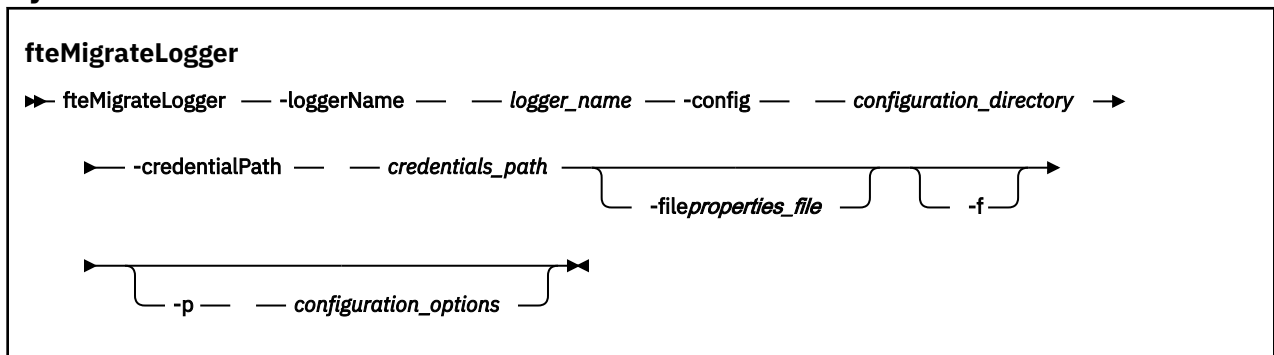 fteMigrateLogger
fteMigrateLogger -loggerName logger_name -config configuration_directory
-credentialPath credentials_path
-fileproperties_file -f
-p configuration_options